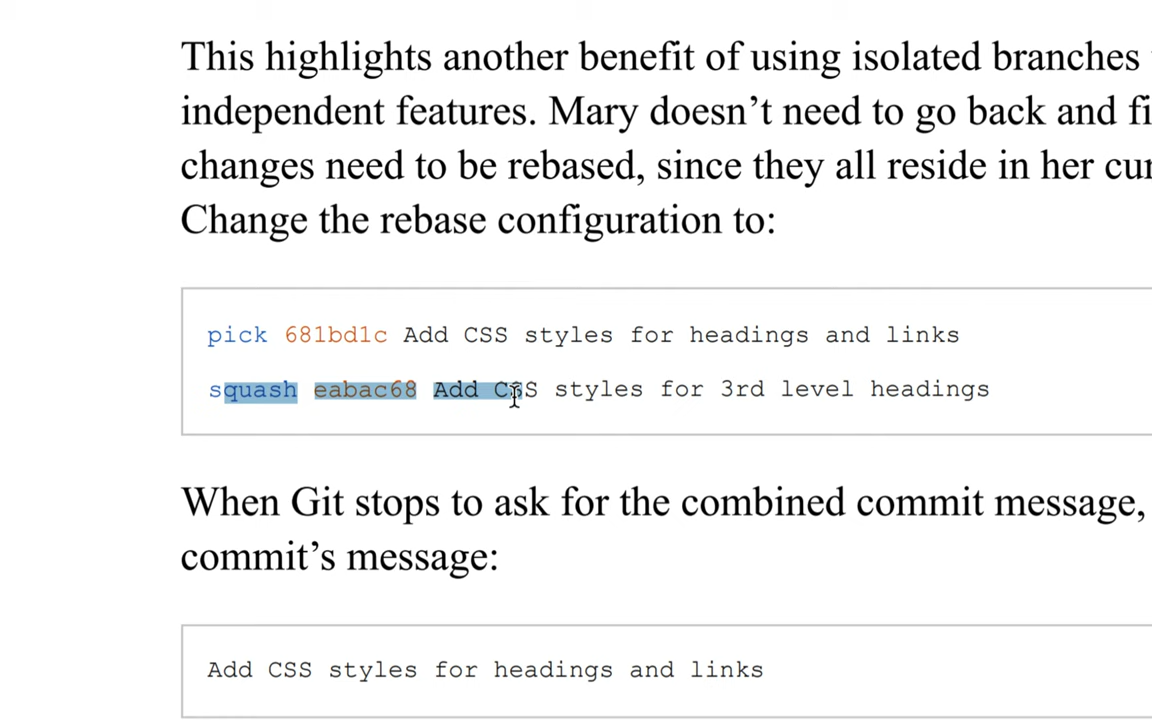 This highlights another benefit of using isolated branches
independent features. Mary doesn’t need to go back and
changes need to be rebased, since they all reside in her
Change the rebase configuration to:
pick 681bd1c Add CSS styles for headings and links
squash eabac68 Add CSS styles for 3rd level headings
When Git stops to ask for the combined commit message,
commit’s message:
Add CSS styles for headings and links